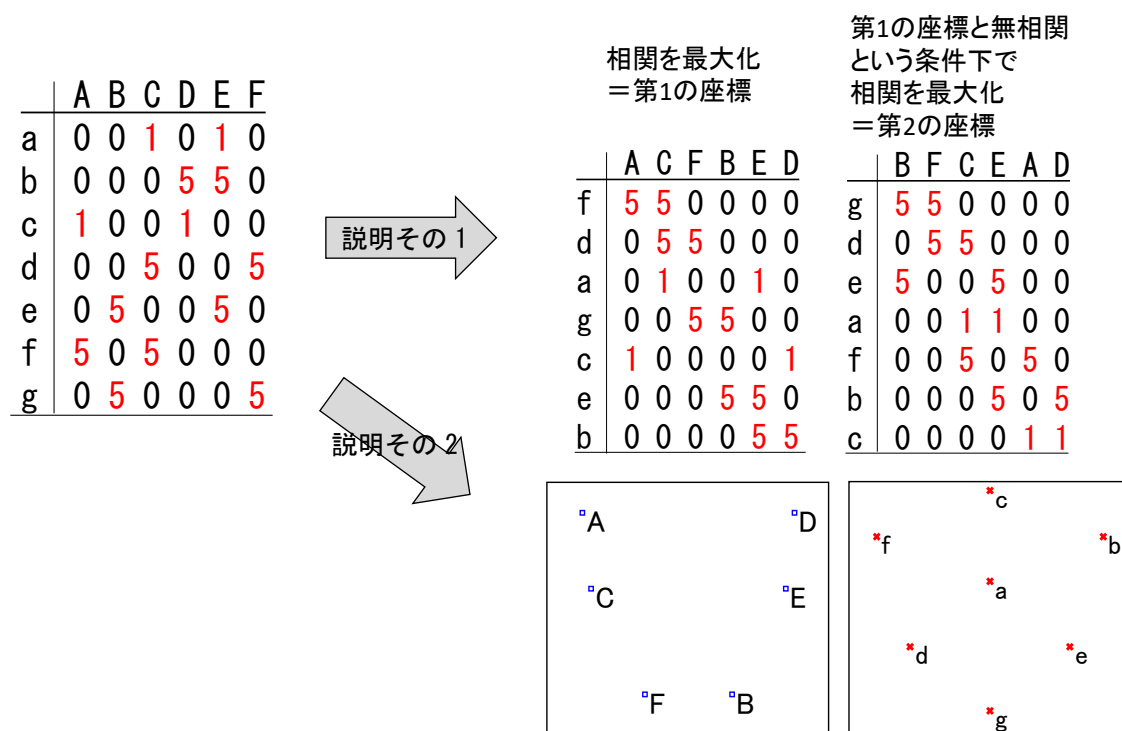 A B C D E F
a 0 0 1 0 1 0
b 0 0 0 5 5 0
c 1 0 0 1 0 0
d 0 0 5 0 0 5
e 0 5 0 0 5 0
f 5 0 5 0 0 0
g 0 5 0 0 0 5
説明その1
説明その2
相関を最大化
＝第1の座標
A C F B E D
f 5 5 0 0 0 0
d 0 5 5 0 0 0
a 0 1 0 0 1 0
g 0 0 5 5 0 0
c 1 0 0 0 0 1
e 0 0 0 5 5 0
b 0 0 0 0 5 5
第1の座標と無相関
という条件下で
相関を最大化
＝第2の座標
B F C E A D
g 5 5 0 0 0 0
d 0 5 5 0 0 0
e 5 0 0 5 0 0
a 0 0 1 1 0 0
f 0 0 5 0 5 0
b 0 0 0 5 0 5
c 0 0 0 0 1 1
A D
C E
F B
c
f b
a
d e
g